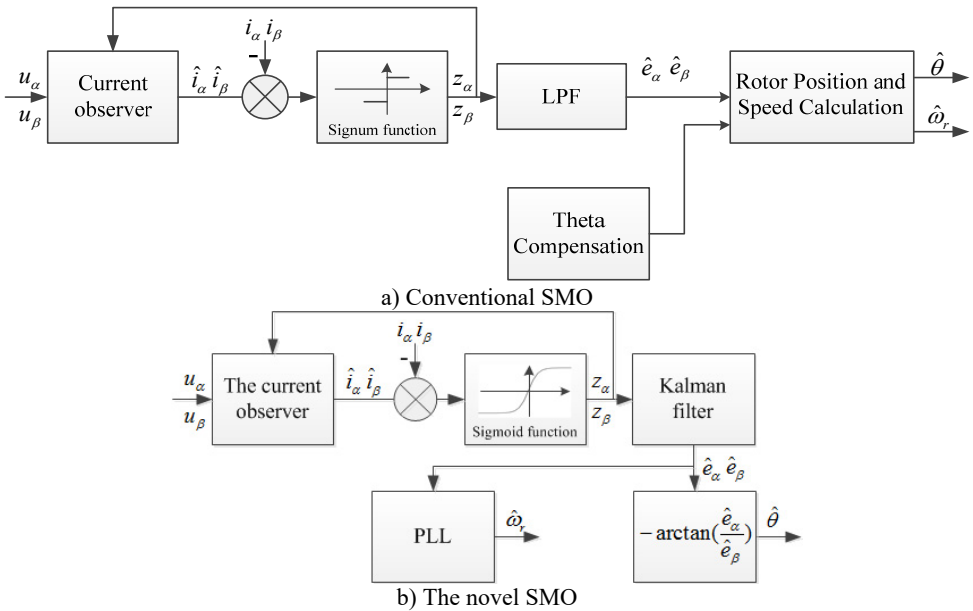 i_α i_β
-
u_α
u_β
Current
observer
î_α î_β
Signum function
z_α
z_β
LPF
ê_α ê_β
Rotor Position and
Speed Calculation
θ̂
ω̂_r
Theta
Compensation
a) Conventional SMO
i_α i_β
-
u_α
u_β
The current
observer
î_α î_β
Sigmoid function
z_α
z_β
Kalman
filter
ê_α ê_β
PLL
ω̂_r
−arctan(ê_α/ê_β)
θ̂
b) The novel SMO